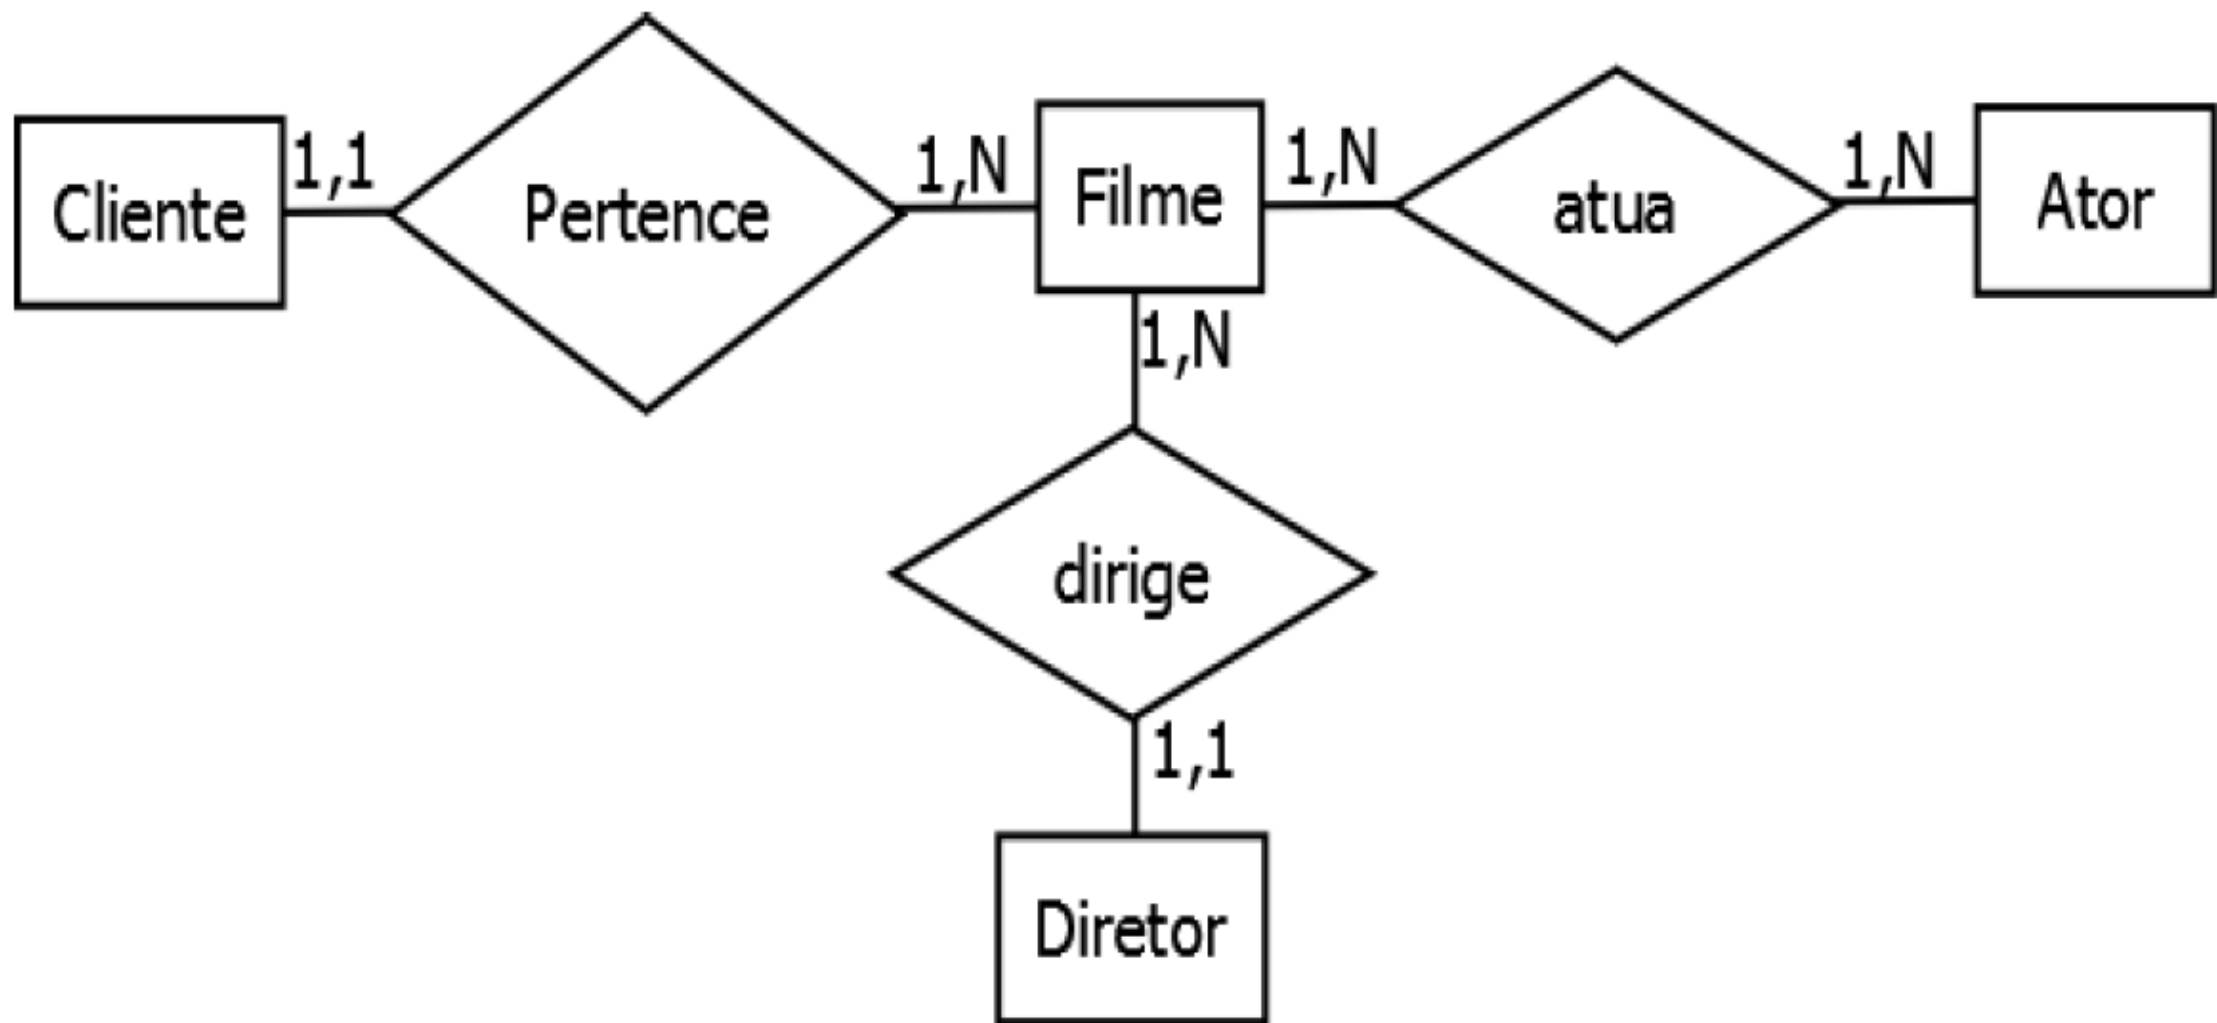 Cliente
1,1
Pertence
1,N
Filme
1,N
atua
1,N
Ator
1,N
dirige
1,1
Diretor